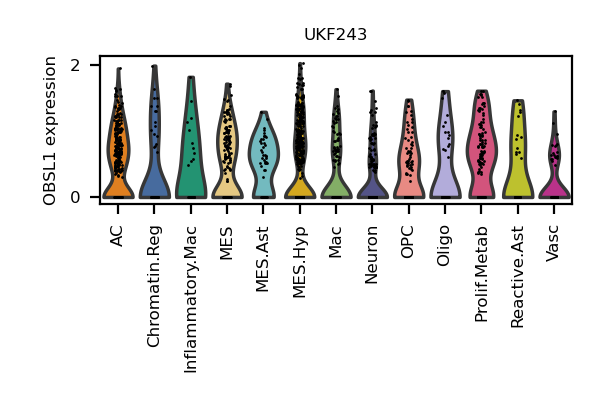 UKF243
OBSL1 expression
2
0
AC
Chromatin.Reg
Inflammatory.Mac
MES
MES.Ast
MES.Hyp
Mac
Neuron
OPC
Oligo
Prolif.Metab
Reactive.Ast
Vasc